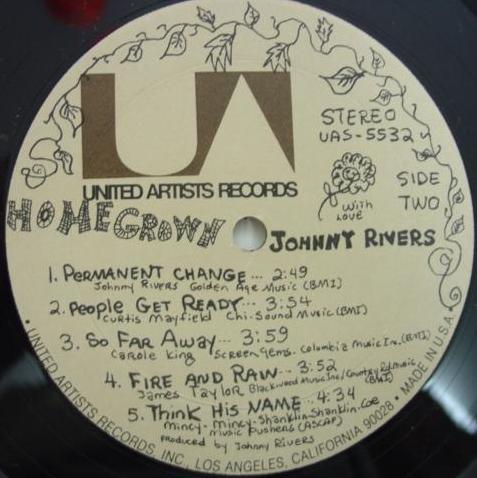 UA
STEREO
UAS-5532
UNITED ARTISTS RECORDS
With
Love
SIDE
TWO
HOMEGROWN
JOHNNY RIVERS
1. PERMANENT CHANGE... 2:49
Johnny Rivers Golden Age Music (BMI)
2. People GET READY... 3:54
Curtis Mayfield Chi-Sound Music (BMI)
3. SO FAR AWAY... 3:59
Carole King Screen Gems. Columbia Music Inc. (BMI)
4. FIRE AND RAW... 3:52
James Taylor Blackwood Music Inc/Country Rd. Music
(BMI)
5. THINK HIS NAME... 4:34
mincy-mincy-Shanklin-Shanklin-Coe
Music Pushers (ASCAP)
produced by Johnny Rivers
• UNITED ARTISTS RECORDS, INC., LOS ANGELES, CALIFORNIA 90028 • MADE IN U.S.A.